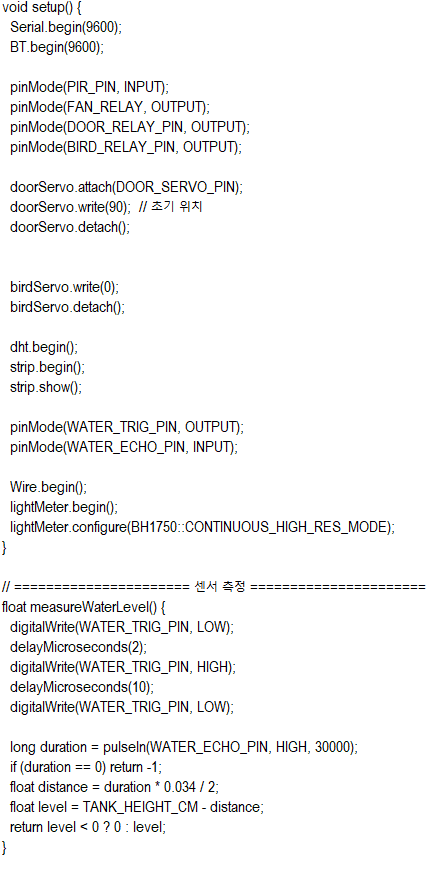 void setup() {
  Serial.begin(9600);
  BT.begin(9600);

  pinMode(PIR_PIN, INPUT);
  pinMode(FAN_RELAY, OUTPUT);
  pinMode(DOOR_RELAY_PIN, OUTPUT);
  pinMode(BIRD_RELAY_PIN, OUTPUT);

  doorServo.attach(DOOR_SERVO_PIN);
  doorServo.write(90);  // 초기 위치
  doorServo.detach();


  birdServo.write(0);
  birdServo.detach();

  dht.begin();
  strip.begin();
  strip.show();

  pinMode(WATER_TRIG_PIN, OUTPUT);
  pinMode(WATER_ECHO_PIN, INPUT);

  Wire.begin();
  lightMeter.begin();
  lightMeter.configure(BH1750::CONTINUOUS_HIGH_RES_MODE);
}

// ====================== 센서 측정 ======================
float measureWaterLevel() {
  digitalWrite(WATER_TRIG_PIN, LOW);
  delayMicroseconds(2);
  digitalWrite(WATER_TRIG_PIN, HIGH);
  delayMicroseconds(10);
  digitalWrite(WATER_TRIG_PIN, LOW);

  long duration = pulseIn(WATER_ECHO_PIN, HIGH, 30000);
  if (duration == 0) return -1;
  float distance = duration * 0.034 / 2;
  float level = TANK_HEIGHT_CM - distance;
  return level < 0 ? 0 : level;
}